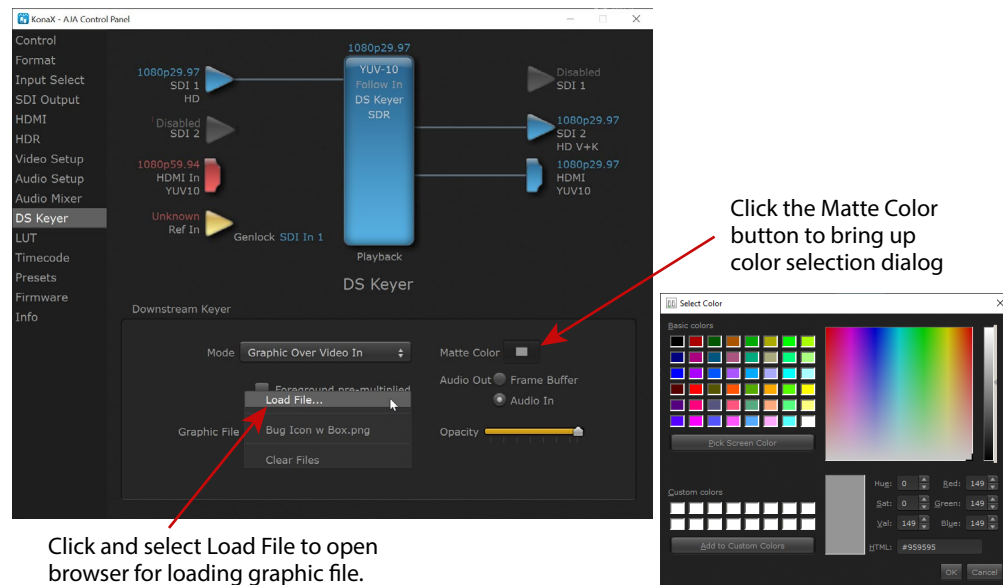 KonaX - AJA Control Panel
Control
Format
Input Select
SDI Output
HDMI
HDR
Video Setup
Audio Setup
Audio Mixer
DS Keyer
LUT
Timecode
Presets
Firmware
Info
1080p29.97
SDI 1
HD
Disabled
SDI 2
1080p59.94
HDMI In
YUV10
Unknown
Ref In
Genlock SDI In 1
1080p29.97
YUV-10
Follow In
DS Keyer
SDR
Playback
Disabled
SDI 1
1080p29.97
SDI 2
HD V+K
1080p29.97
HDMI
YUV10
DS Keyer
Downstream Keyer
Mode Graphic Over Video In
Foreground pre-multiplied
Load File...
Graphic File Bug Icon w Box.png
Clear Files
Matte Color
Audio Out Frame Buffer
Audio In
Opacity
Click the Matte Color
button to bring up
color selection dialog
Select Color
Basic colors
Pick Screen Color
Custom colors
Add to Custom Colors
Hue: 0 Red: 149
Sat: 0 Green: 149
Val: 149 Blue: 149
HTML: #959595
OK Cancel
Click and select Load File to open
browser for loading graphic file.